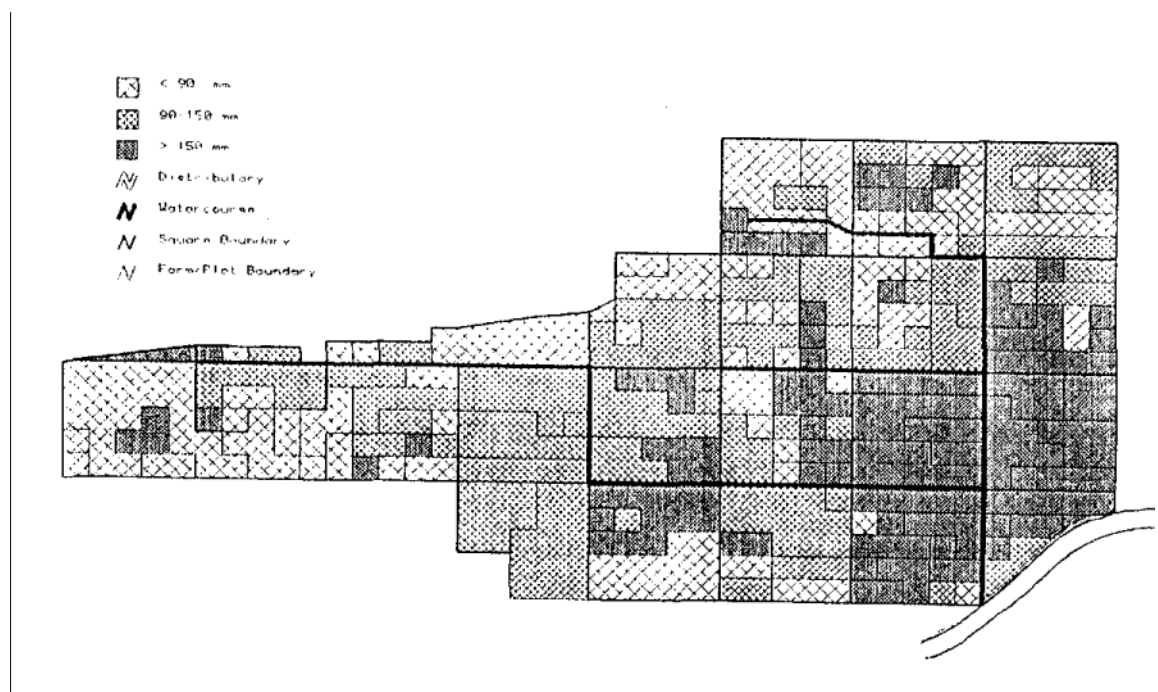 < 90 mm
90-150 mm
> 150 mm
Distributary
Watercourse
Square Boundary
Farm/Plot Boundary